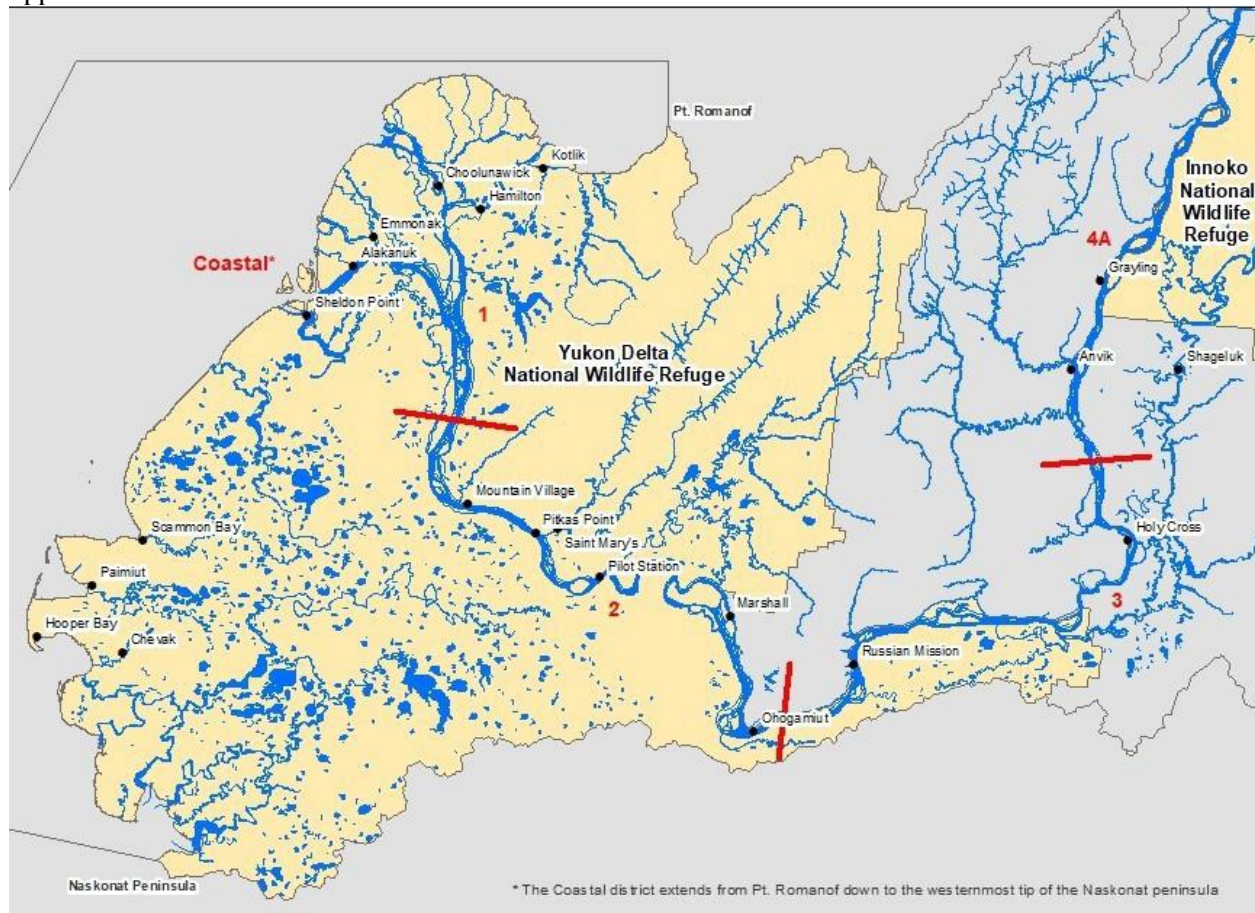 Pt. Romanof
Kotlik
Choolunawick
Hamilton
Innoko
National
Wildlife
Refuge
Emmonak
4A
Alakanuk
Coastal*
Grayling
Sheldon Point
1
Yukon Delta
National Wildlife Refuge
Anvik
Shageluk
Mountain Village
Pitkas Point
Scammon Bay
Saint Mary's
Holy Cross
Pilot Station
Paimiut
2
Marshall
3
Hooper Bay
Chevak
Russian Mission
Ohogamiut
Naskonat Peninsula
* The Coastal district extends from Pt. Romanof down to the westernmost tip of the Naskonat peninsula